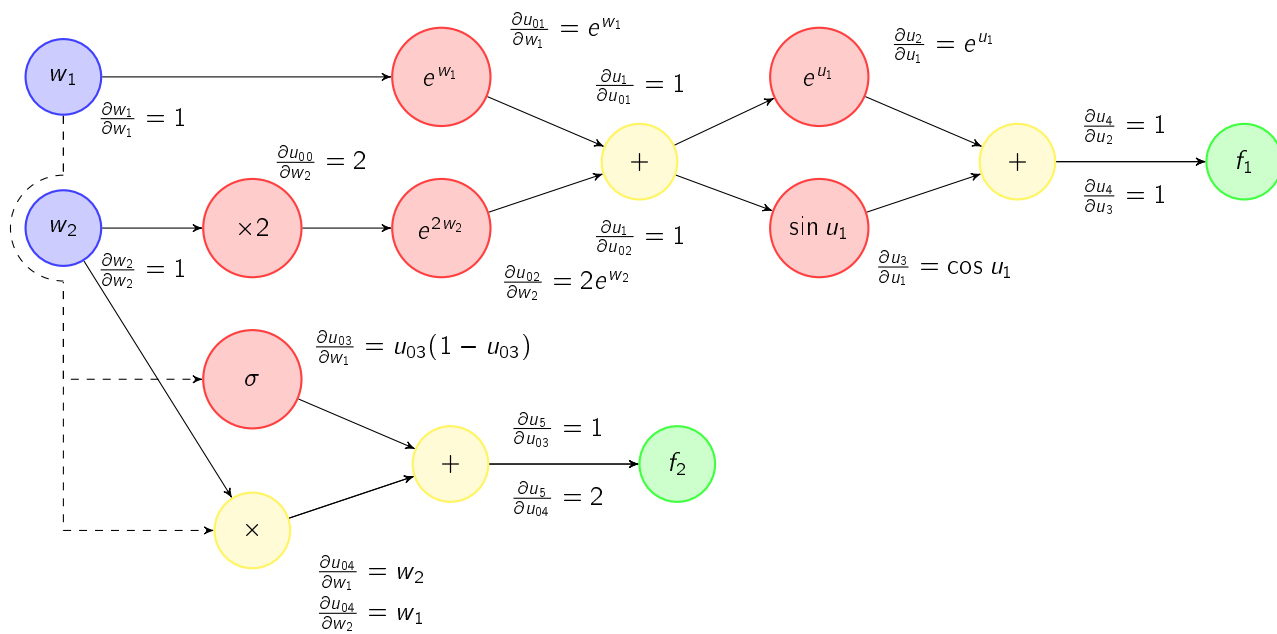 w₁
∂w₁/∂w₁ = 1
e^{w₁}
∂u₀₁/∂w₁ = e^{w₁}
∂u₁/∂u₀₁ = 1
e^{u₁}
∂u₂/∂u₁ = e^{u₁}
+
+
∂u₄/∂u₂ = 1
∂u₄/∂u₃ = 1
f₁
w₂
∂w₂/∂w₂ = 1
×2
∂u₀₀/∂w₂ = 2
e^{2w₂}
∂u₀₂/∂w₂ = 2e^{w₂}
∂u₁/∂u₀₂ = 1
sin u₁
∂u₃/∂u₁ = cos u₁
σ
∂u₀₃/∂w₁ = u₀₃(1 − u₀₃)
+
∂u₅/∂u₀₃ = 1
∂u₅/∂u₀₄ = 2
f₂
×
∂u₀₄/∂w₁ = w₂
∂u₀₄/∂w₂ = w₁